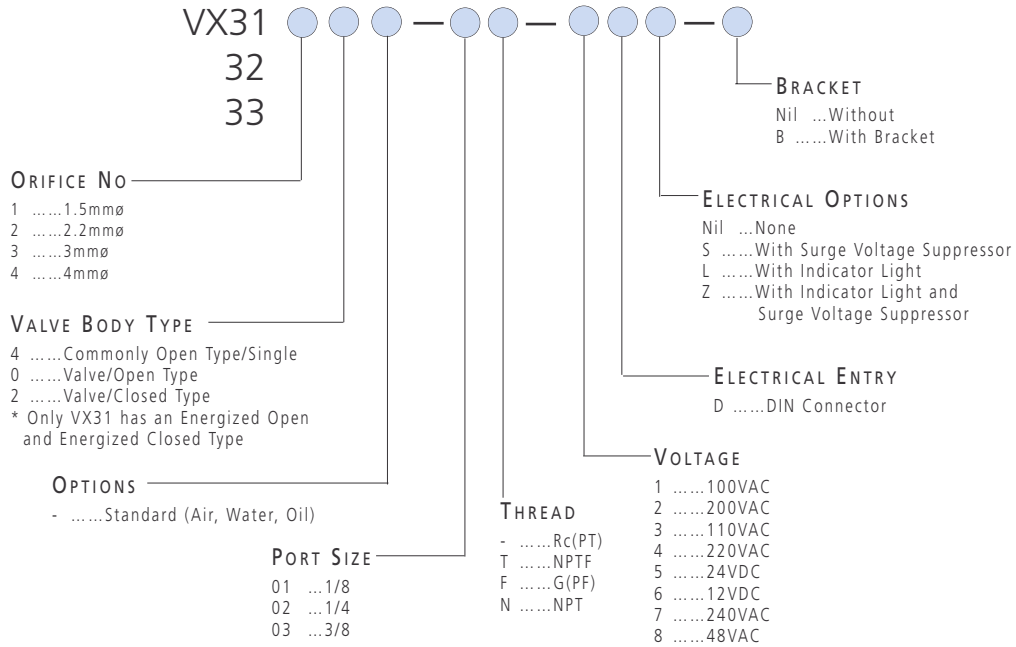 VX31
32
33
BRACKET
Nil ...Without
B ......With Bracket
ORIFICE NO
1 ......1.5mmø
2 ......2.2mmø
3 ......3mmø
4 ......4mmø
ELECTRICAL OPTIONS
Nil ...None
S ......With Surge Voltage Suppressor
L ......With Indicator Light
Z ......With Indicator Light and
Surge Voltage Suppressor
VALVE BODY TYPE
4 ......Commonly Open Type/Single
0 ......Valve/Open Type
2 ......Valve/Closed Type
* Only VX31 has an Energized Open
and Energized Closed Type
ELECTRICAL ENTRY
D ......DIN Connector
OPTIONS
- ......Standard (Air, Water, Oil)
VOLTAGE
1 ......100VAC
2 ......200VAC
3 ......110VAC
4 ......220VAC
5 ......24VDC
6 ......12VDC
7 ......240VAC
8 ......48VAC
THREAD
- ......Rc(PT)
T ......NPTF
F ......G(PF)
N ......NPT
PORT SIZE
01 ...1/8
02 ...1/4
03 ...3/8